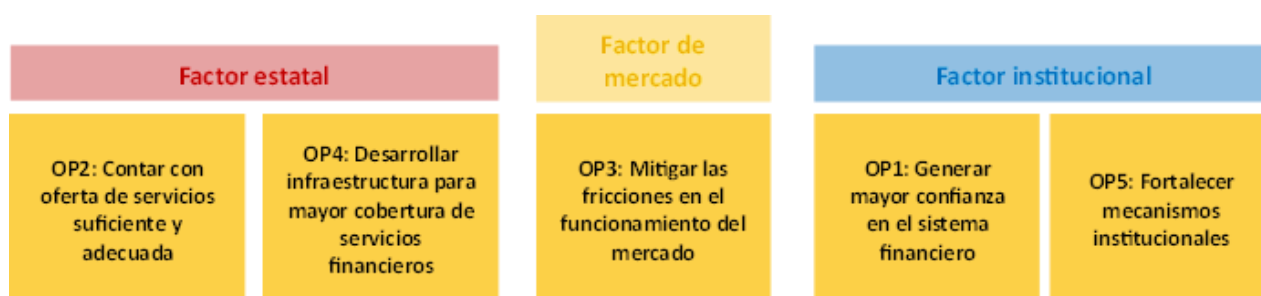 Factor estatal
Factor de
mercado
Factor institucional
OP2: Contar con
oferta de servicios
suficiente y
adecuada
OP4: Desarrollar
infraestructura para
mayor cobertura de
servicios
financieros
OP3: Mitigar las
fricciones en el
funcionamiento del
mercado
OP1: Generar
mayor confianza
en el sistema
financiero
OP5: Fortalecer
mecanismos
institucionales